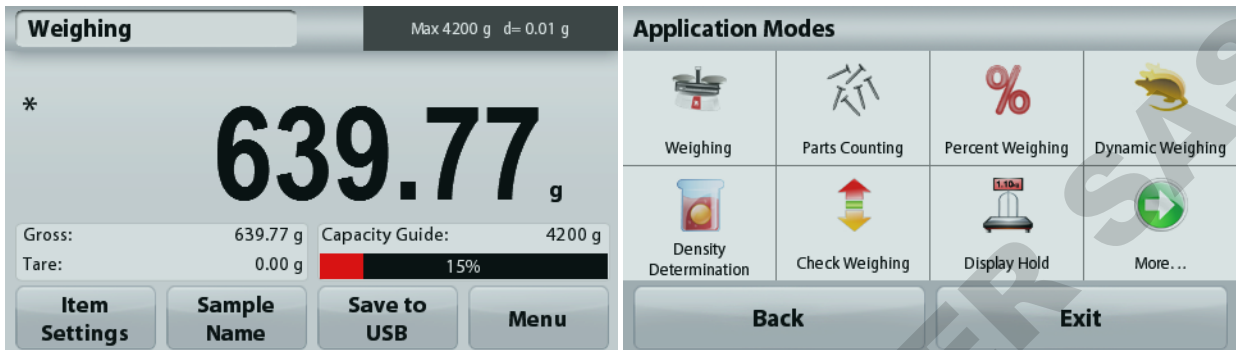 Weighing
Max 4200 g d= 0.01 g
*
639.77 g
Gross: 639.77 g
Tare: 0.00 g
Capacity Guide: 4200 g
15%
Item
Settings
Sample
Name
Save to
USB
Menu
Application Modes
Weighing
Parts Counting
Percent Weighing
Dynamic Weighing
1.10kg
Density
Determination
Check Weighing
Display Hold
More...
Back
Exit